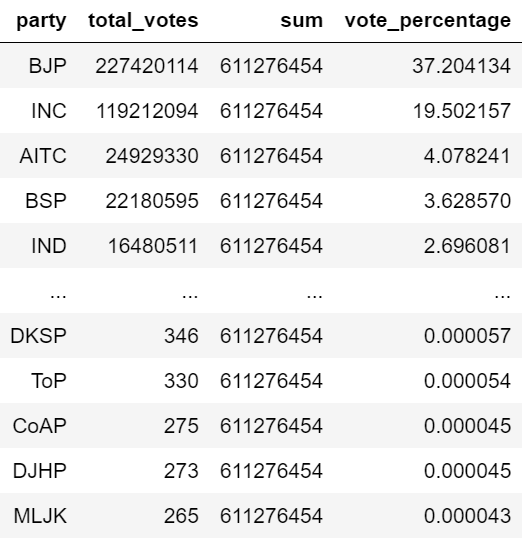 party total_votes sum vote_percentage
BJP 227420114 611276454 37.204134
INC 119212094 611276454 19.502157
AITC 24929330 611276454 4.078241
BSP 22180595 611276454 3.628570
IND 16480511 611276454 2.696081
... ... ... ...
DKSP 346 611276454 0.000057
ToP 330 611276454 0.000054
CoAP 275 611276454 0.000045
DJHP 273 611276454 0.000045
MLJK 265 611276454 0.000043